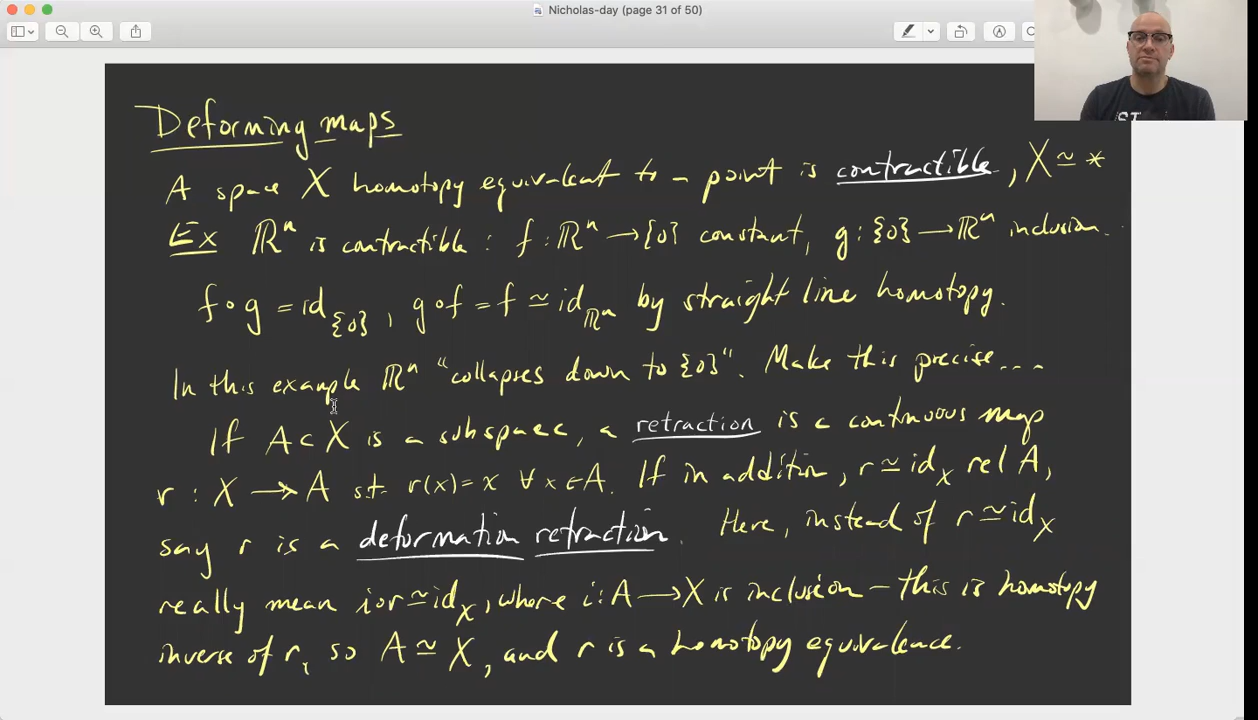 Nicholas-day (page 31 of 50)
Deforming maps
A space X homotopy equivalent to a point is contractible, X ≃ *
Ex ℝⁿ is contractible : f : ℝⁿ → {0} constant, g : {0} → ℝⁿ inclusion.
f ∘ g = id_{0}, g ∘ f = f ≃ id_ℝⁿ by straight line homotopy.
In this example ℝⁿ "collapses down to {0}". Make this precise....
If A ⊂ X is a subspace, a retraction is a continuous map
r : X → A s.t. r(x) = x ∀ x ∈ A. If in addition, r ≃ id_X rel A,
say r is a deformation retraction. Here, instead of r ≃ id_X
really mean i∘r ≃ id_X, where i : A → X is inclusion – this is homotopy
inverse of r, so A ≃ X, and r is a homotopy equivalence.
ST